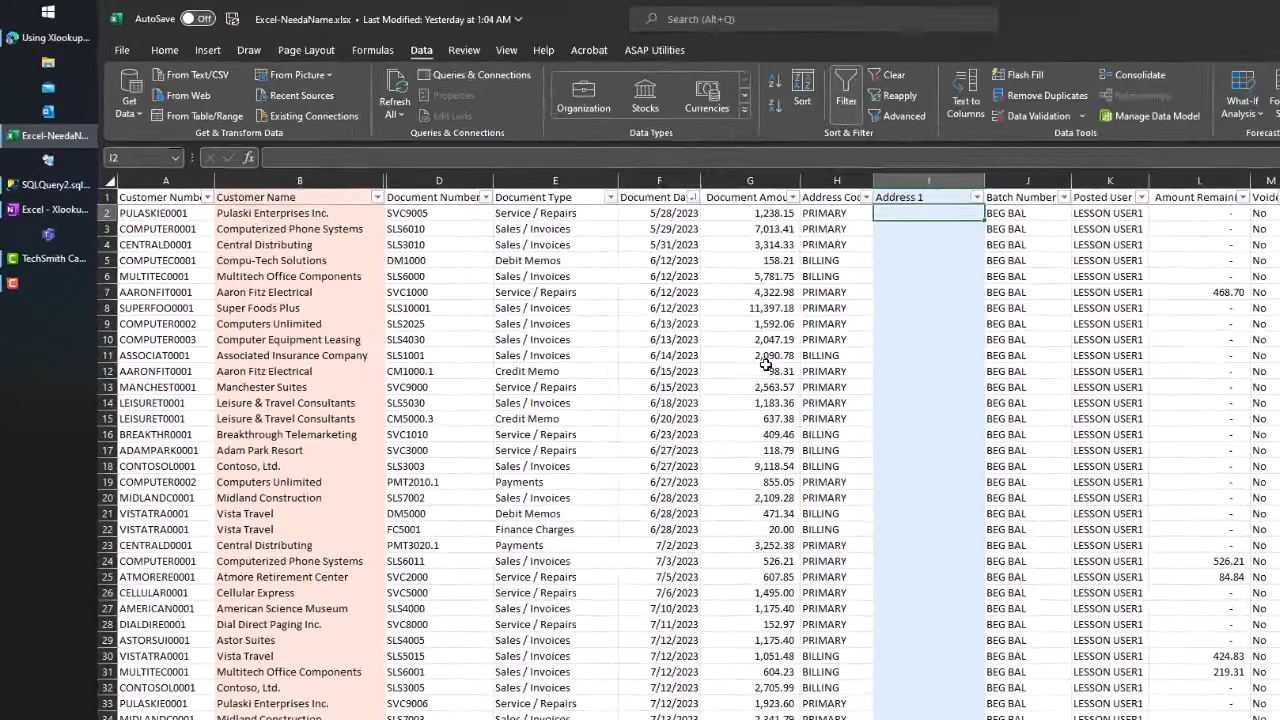 AutoSave Off Excel-NeedaName.xlsx • Last Modified: Yesterday at 1:04 AM Search (Alt+Q)
Using Xlookup...
File Home Insert Draw Page Layout Formulas Data Review View Help Acrobat ASAP Utilities
Get Data
From Text/CSV
From Web
From Table/Range
From Picture
Recent Sources
Existing Connections
Get & Transform Data
Refresh All
Queries & Connections
Properties
Edit Links
Queries & Connections
Organization Stocks Currencies
Data Types
Sort Filter
Clear
Reapply
Advanced
Sort & Filter
Text to Columns
Flash Fill
Remove Duplicates
Data Validation
Consolidate
Relationships
Manage Data Model
Data Tools
What-If Analysis
Forecas
Excel-NeedaN...
SQLQuery2.sql...
Excel - Xlooku...
TechSmith Ca...
I2 fx
A B D E F G H I J K L M
1 Customer Numbe Customer Name Document Number Document Type Document Da Document Amou Address Cod Address 1 Batch Number Posted User Amount Remaini Voide
2 PULASKIE0001 Pulaski Enterprises Inc. SVC9005 Service / Repairs 5/28/2023 1,238.15 PRIMARY BEG BAL LESSON USER1 - No
3 COMPUTER0001 Computerized Phone Systems SLS6010 Sales / Invoices 5/29/2023 7,013.41 PRIMARY BEG BAL LESSON USER1 - No
4 CENTRALD0001 Central Distributing SLS3010 Sales / Invoices 5/31/2023 3,314.33 PRIMARY BEG BAL LESSON USER1 - No
5 COMPUTEC0001 Compu-Tech Solutions DM1000 Debit Memos 6/12/2023 158.21 BILLING BEG BAL LESSON USER1 - No
6 MULTITEC0001 Multitech Office Components SLS6000 Sales / Invoices 6/12/2023 5,781.75 BILLING BEG BAL LESSON USER1 - No
7 AARONFIT0001 Aaron Fitz Electrical SVC1000 Service / Repairs 6/12/2023 4,322.98 PRIMARY BEG BAL LESSON USER1 468.70 No
8 SUPERFOO0001 Super Foods Plus SLS10001 Sales / Invoices 6/12/2023 11,397.18 PRIMARY BEG BAL LESSON USER1 - No
9 COMPUTER0002 Computers Unlimited SLS2025 Sales / Invoices 6/13/2023 1,592.06 PRIMARY BEG BAL LESSON USER1 - No
10 COMPUTER0003 Computer Equipment Leasing SLS4030 Sales / Invoices 6/13/2023 2,047.19 PRIMARY BEG BAL LESSON USER1 - No
11 ASSOCIAT0001 Associated Insurance Company SLS1001 Sales / Invoices 6/14/2023 2,090.78 BILLING BEG BAL LESSON USER1 - No
12 AARONFIT0001 Aaron Fitz Electrical CM1000.1 Credit Memo 6/15/2023 PRIMARY BEG BAL LESSON USER1 - No
13 MANCHEST0001 Manchester Suites SVC9000 Service / Repairs 6/15/2023 2,563.57 PRIMARY BEG BAL LESSON USER1 - No
14 LEISURET0001 Leisure & Travel Consultants SLS5030 Sales / Invoices 6/18/2023 1,183.36 PRIMARY BEG BAL LESSON USER1 - No
15 LEISURET0001 Leisure & Travel Consultants CM5000.3 Credit Memo 6/20/2023 637.38 PRIMARY BEG BAL LESSON USER1 - No
16 BREAKTHR0001 Breakthrough Telemarketing SVC1010 Service / Repairs 6/23/2023 409.46 BILLING BEG BAL LESSON USER1 - No
17 ADAMPARK0001 Adam Park Resort SVC3000 Service / Repairs 6/27/2023 118.79 BILLING BEG BAL LESSON USER1 - No
18 CONTOSOL0001 Contoso, Ltd. SLS3003 Sales / Invoices 6/27/2023 9,118.54 BILLING BEG BAL LESSON USER1 - No
19 COMPUTER0002 Computers Unlimited PMT2010.1 Payments 6/27/2023 855.05 PRIMARY BEG BAL LESSON USER1 - No
20 MIDLANDC0001 Midland Construction SLS7002 Sales / Invoices 6/28/2023 2,109.28 PRIMARY BEG BAL LESSON USER1 - No
21 VISTATRA0001 Vista Travel DM5000 Debit Memos 6/28/2023 471.34 BILLING BEG BAL LESSON USER1 - No
22 VISTATRA0001 Vista Travel FC5001 Finance Charges 6/28/2023 20.00 BILLING BEG BAL LESSON USER1 - No
23 CENTRALD0001 Central Distributing PMT3020.1 Payments 7/2/2023 3,252.38 PRIMARY BEG BAL LESSON USER1 - No
24 COMPUTER0001 Computerized Phone Systems SLS6011 Sales / Invoices 7/3/2023 526.21 PRIMARY BEG BAL LESSON USER1 526.21 No
25 ATMORERE0001 Atmore Retirement Center SVC2000 Service / Repairs 7/5/2023 607.85 PRIMARY BEG BAL LESSON USER1 84.84 No
26 CELLULAR0001 Cellular Express SVC5000 Service / Repairs 7/6/2023 1,495.00 PRIMARY BEG BAL LESSON USER1 - No
27 AMERICAN0001 American Science Museum SLS4000 Sales / Invoices 7/10/2023 1,175.40 PRIMARY BEG BAL LESSON USER1 - No
28 DIALDIRE0001 Dial Direct Paging Inc. SVC8000 Service / Repairs 7/11/2023 152.97 PRIMARY BEG BAL LESSON USER1 - No
29 ASTORSUI0001 Astor Suites SLS4005 Sales / Invoices 7/12/2023 1,175.40 PRIMARY BEG BAL LESSON USER1 - No
30 VISTATRA0001 Vista Travel SLS5015 Sales / Invoices 7/12/2023 1,051.48 BILLING BEG BAL LESSON USER1 424.83 No
31 MULTITEC0001 Multitech Office Components SLS6001 Sales / Invoices 7/12/2023 604.23 BILLING BEG BAL LESSON USER1 219.31 No
32 CONTOSOL0001 Contoso, Ltd. SLS3005 Sales / Invoices 7/12/2023 2,705.99 BILLING BEG BAL LESSON USER1 - No
33 PULASKIE0001 Pulaski Enterprises Inc. SVC9006 Service / Repairs 7/12/2023 1,923.60 PRIMARY BEG BAL LESSON USER1 - No